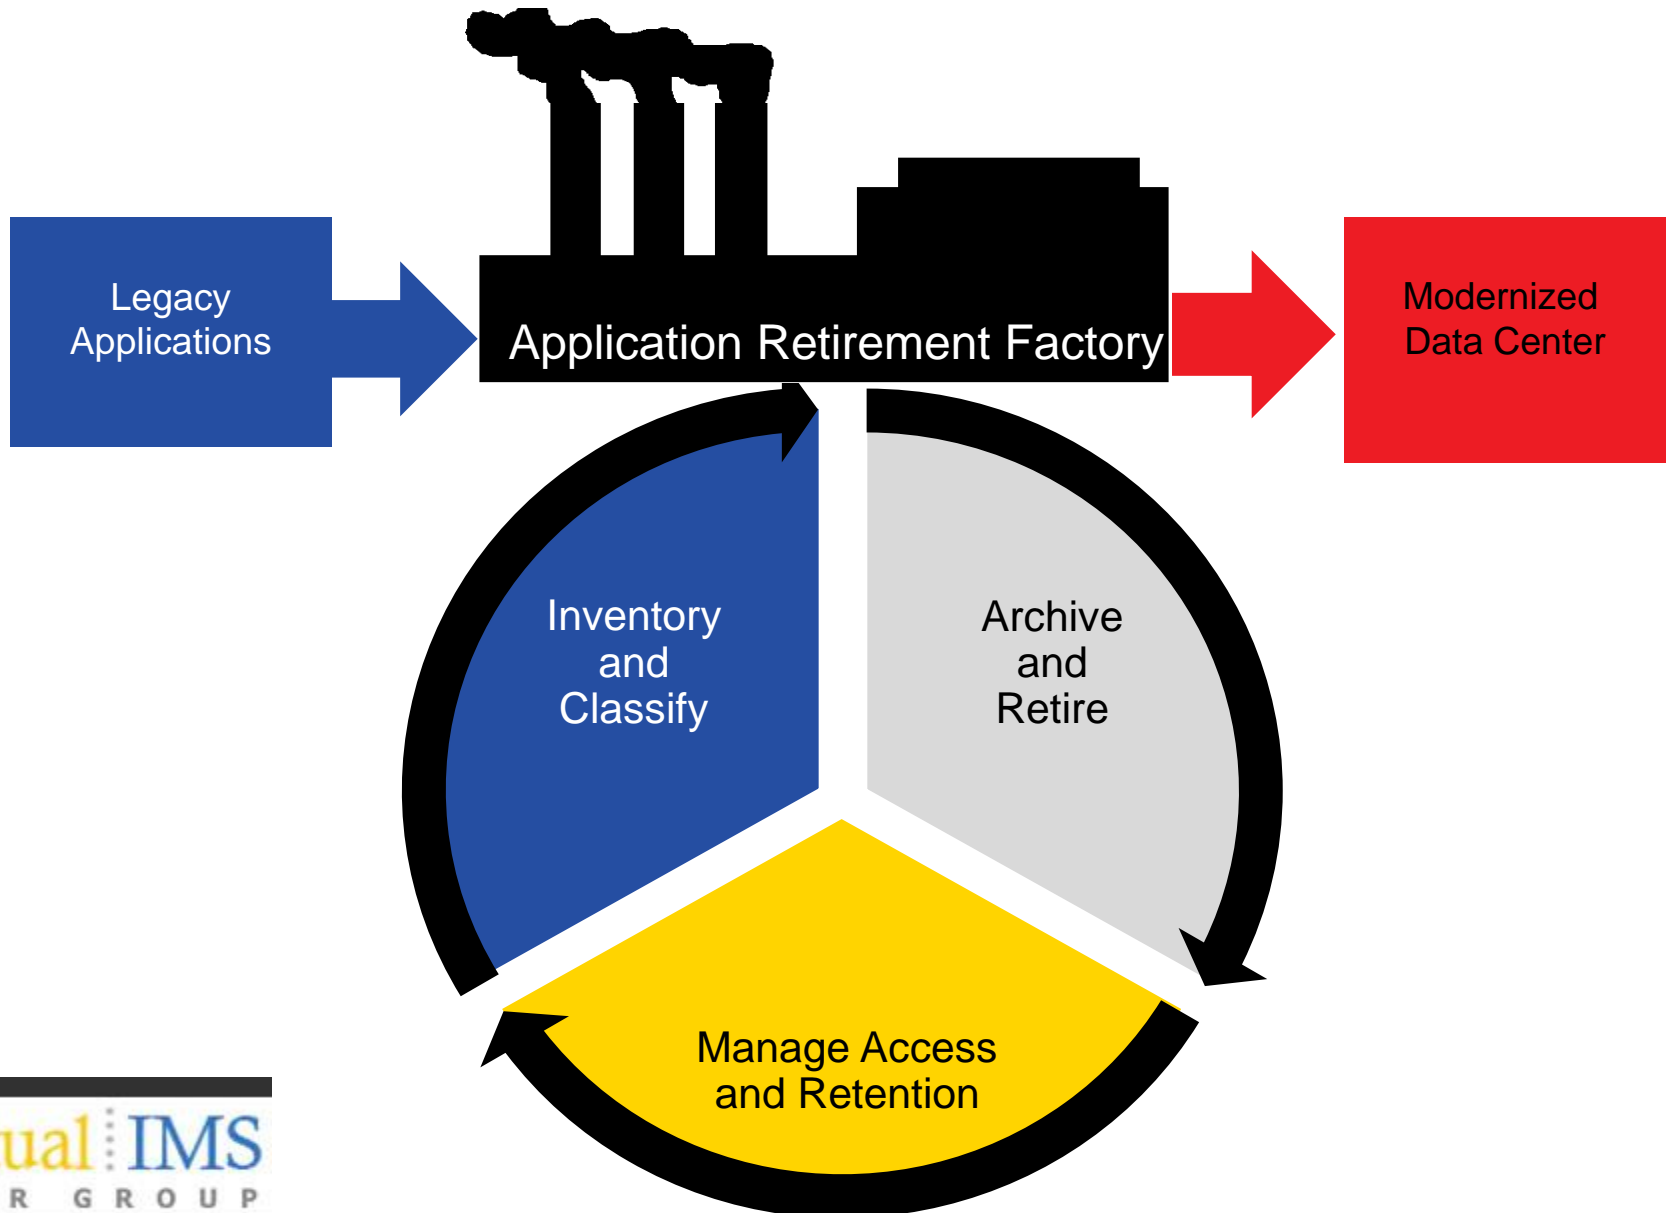 Legacy
Applications
Application Retirement Factory
Modernized
Data Center
Inventory
and
Classify
Archive
and
Retire
Manage Access
and Retention
IMS
GROUP